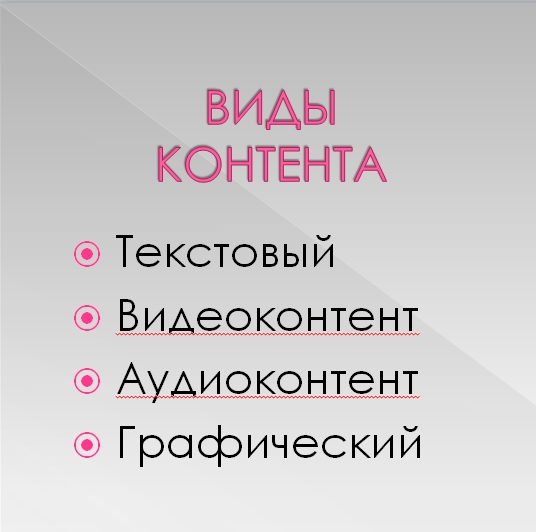 ВИДЫ
КОНТЕНТА
Текстовый
Видеоконтент
Аудиоконтент
Графический